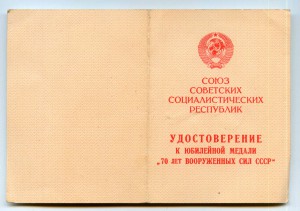 СОЮЗ
СОВЕТСКИХ
СОЦИАЛИСТИЧЕСКИХ
РЕСПУБЛИК
УДОСТОВЕРЕНИЕ
К ЮБИЛЕЙНОЙ МЕДАЛИ
„70 ЛЕТ ВООРУЖЕННЫХ СИЛ СССР“